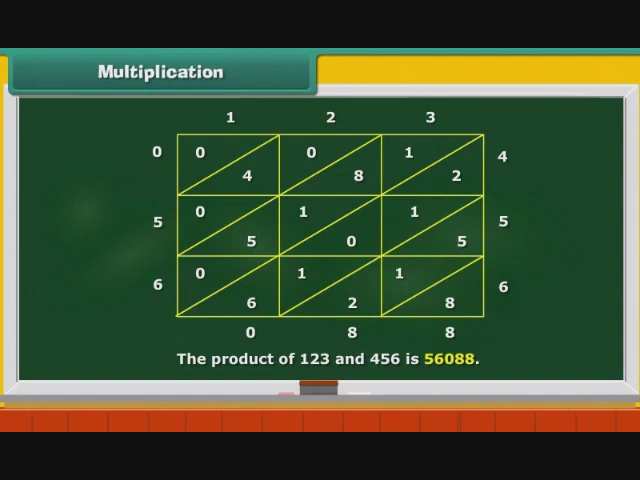 Multiplication
1 2 3
0 0 0 1 4
4 8 2
5 0 1 1 5
5 0 5
6 0 1 1 6
6 2 8
0 8 8
The product of 123 and 456 is 56088.